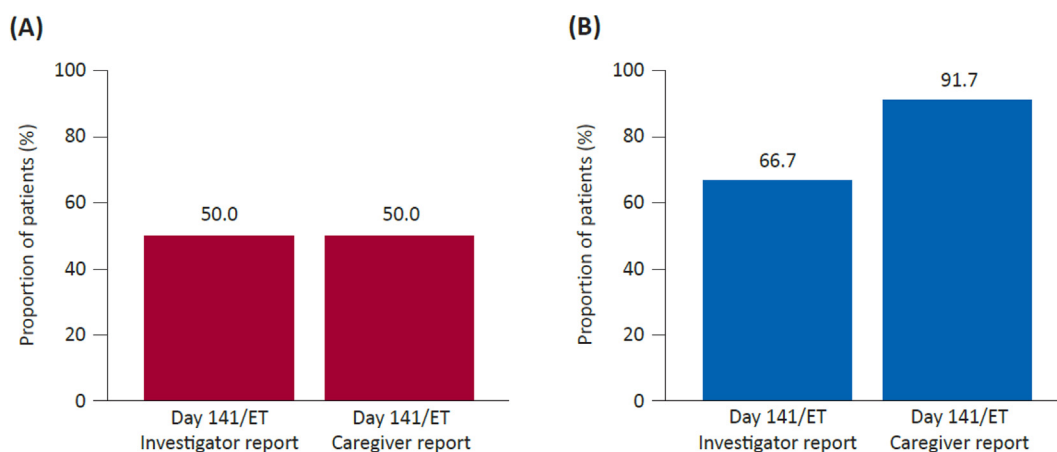 (A)
Proportion of patients (%)
100
80
60
40
20
0
50.0
50.0
Day 141/ET
Investigator report
Day 141/ET
Caregiver report
(B)
Proportion of patients (%)
100
80
60
40
20
0
66.7
91.7
Day 141/ET
Investigator report
Day 141/ET
Caregiver report